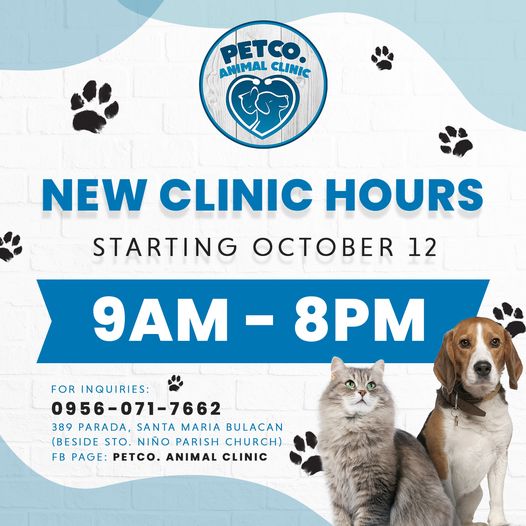 PETCO.
ANIMAL CLINIC
NEW CLINIC HOURS
STARTING OCTOBER 12
9AM - 8PM
FOR INQUIRIES:
0956-071-7662
389 PARADA, SANTA MARIA BULACAN
(BESIDE STO. NIÑO PARISH CHURCH)
FB PAGE: PETCO. ANIMAL CLINIC